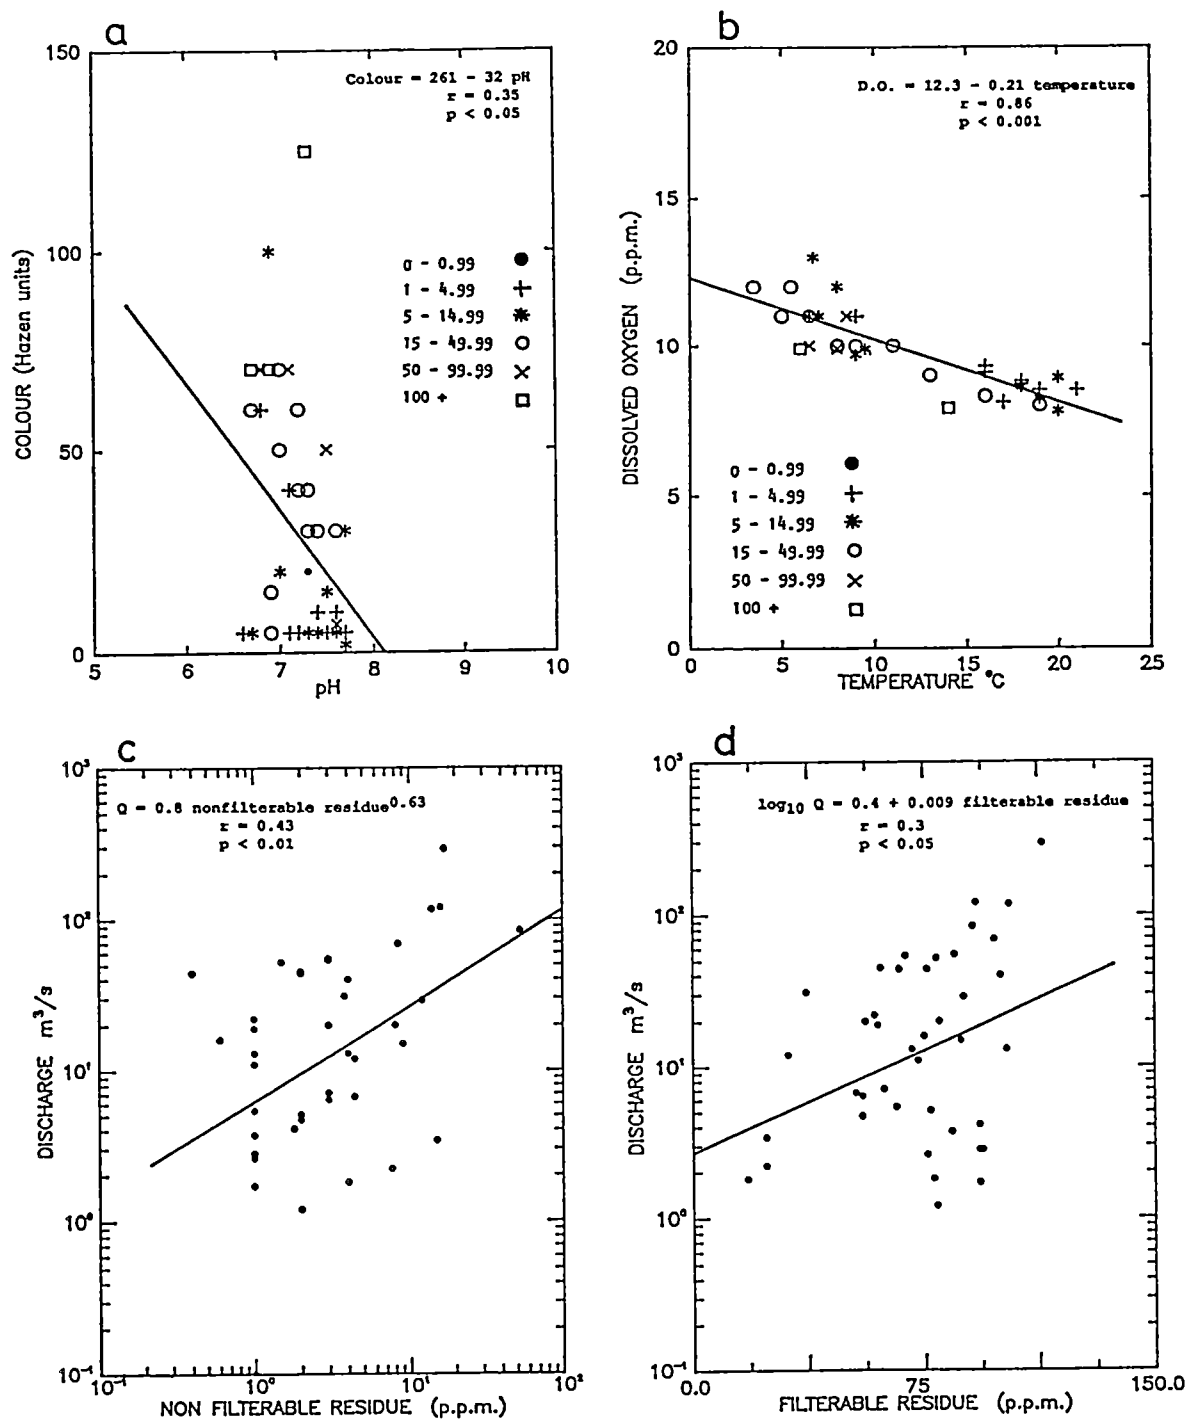 a
150
100
50
0
COLOUR (Hazen units)
Colour = 261 - 32 pH
r = 0.35
p < 0.05
0 - 0.99
1 - 4.99
5 - 14.99
15 - 49.99
50 - 99.99
100 +
5 6 7 8 9 10
pH
b
20
15
10
5
0
DISSOLVED OXYGEN (p.p.m.)
D.O. = 12.3 - 0.21 temperature
r = 0.86
p < 0.001
0 - 0.99
1 - 4.99
5 - 14.99
15 - 49.99
50 - 99.99
100 +
0 5 10 15 20 25
TEMPERATURE °C
c
10³
10²
10¹
10⁰
10⁻¹
DISCHARGE m³/s
Q = 0.8 nonfilterable residue⁰·⁶³
r = 0.43
p < 0.01
10⁻¹ 10⁰ 10¹ 10²
NON FILTERABLE RESIDUE (p.p.m.)
d
10³
10²
10¹
10⁰
10⁻¹
DISCHARGE m³/s
log₁₀ Q = 0.4 + 0.009 filterable residue
r = 0.3
p < 0.05
0.0 75 150.0
FILTERABLE RESIDUE (p.p.m.)